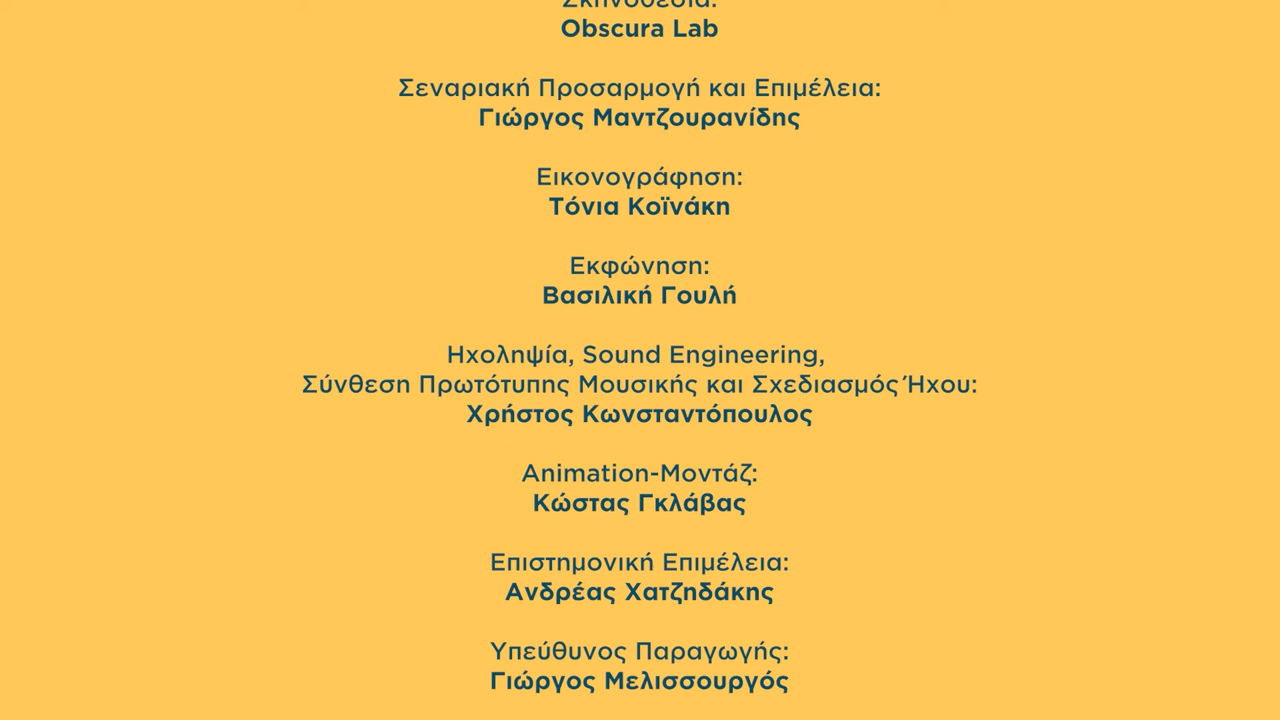 Σκηνοθεσία:
Obscura Lab
Σεναριακή Προσαρμογή και Επιμέλεια:
Γιώργος Μαντζουρανίδης
Εικονογράφηση:
Τόνια Κοϊνάκη
Εκφώνηση:
Βασιλική Γουλή
Ηχοληψία, Sound Engineering,
Σύνθεση Πρωτότυπης Μουσικής και Σχεδιασμός Ήχου:
Χρήστος Κωνσταντόπουλος
Animation-Μοντάζ:
Κώστας Γκλάβας
Επιστημονική Επιμέλεια:
Ανδρέας Χατζηδάκης
Υπεύθυνος Παραγωγής:
Γιώργος Μελισσουργός